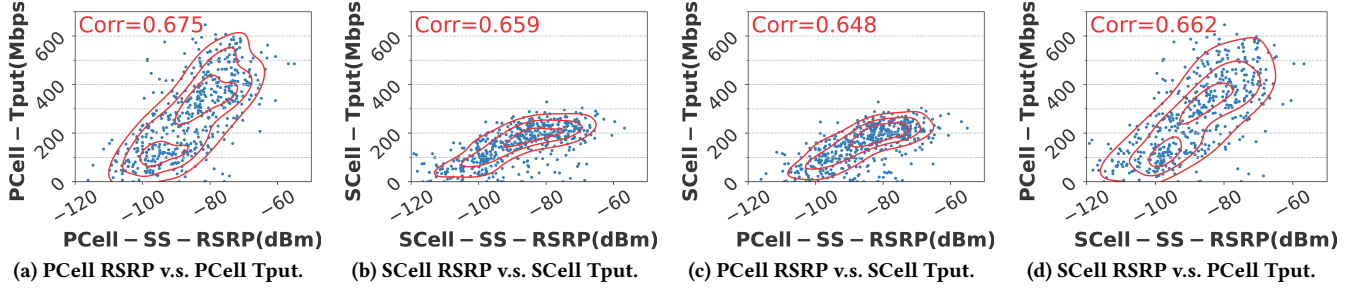 Corr=0.675
PCell − Tput(Mbps)
600
400
200
0
−120
−100
−80
−60
PCell − SS − RSRP(dBm)
(a) PCell RSRP v.s. PCell Tput.
Corr=0.659
SCell − Tput(Mbps)
600
400
200
0
−120
−100
−80
−60
SCell − SS − RSRP(dBm)
(b) SCell RSRP v.s. SCell Tput.
Corr=0.648
SCell − Tput(Mbps)
600
400
200
0
−120
−100
−80
−60
PCell − SS − RSRP(dBm)
(c) PCell RSRP v.s. SCell Tput.
Corr=0.662
PCell − Tput(Mbps)
600
400
200
0
−120
−100
−80
−60
SCell − SS − RSRP(dBm)
(d) SCell RSRP v.s. PCell Tput.